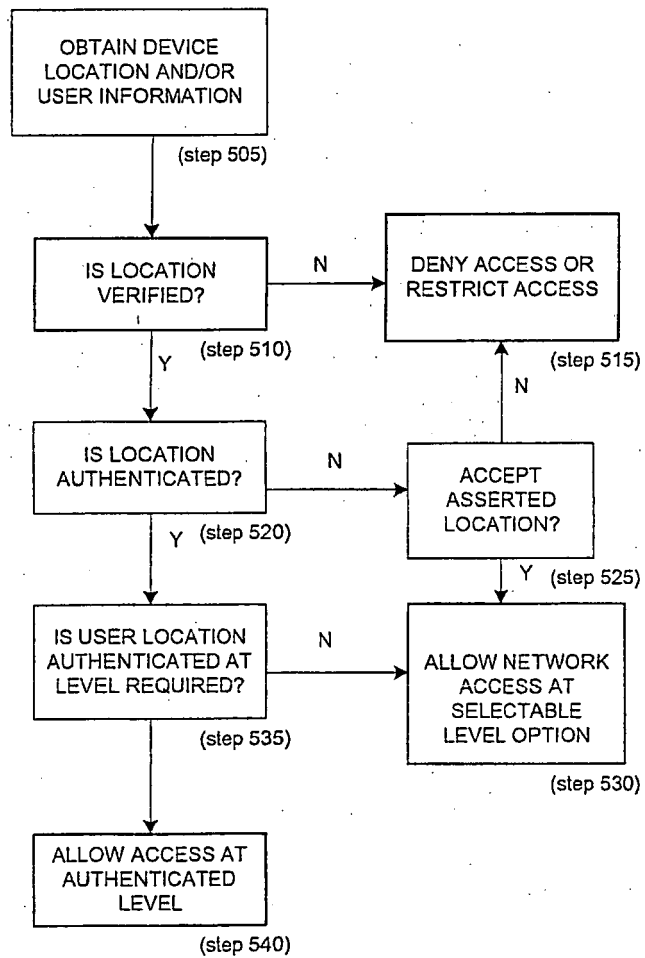 OBTAIN DEVICE
LOCATION AND/OR
USER INFORMATION
(step 505)
IS LOCATION
VERIFIED?
(step 510)
N
DENY ACCESS OR
RESTRICT ACCESS
(step 515)
Y
IS LOCATION
AUTHENTICATED?
(step 520)
N
ACCEPT
ASSERTED
LOCATION?
(step 525)
N
Y
Y
IS USER LOCATION
AUTHENTICATED AT
LEVEL REQUIRED?
(step 535)
N
ALLOW NETWORK
ACCESS AT
SELECTABLE
LEVEL OPTION
(step 530)
ALLOW ACCESS AT
AUTHENTICATED
LEVEL
(step 540)